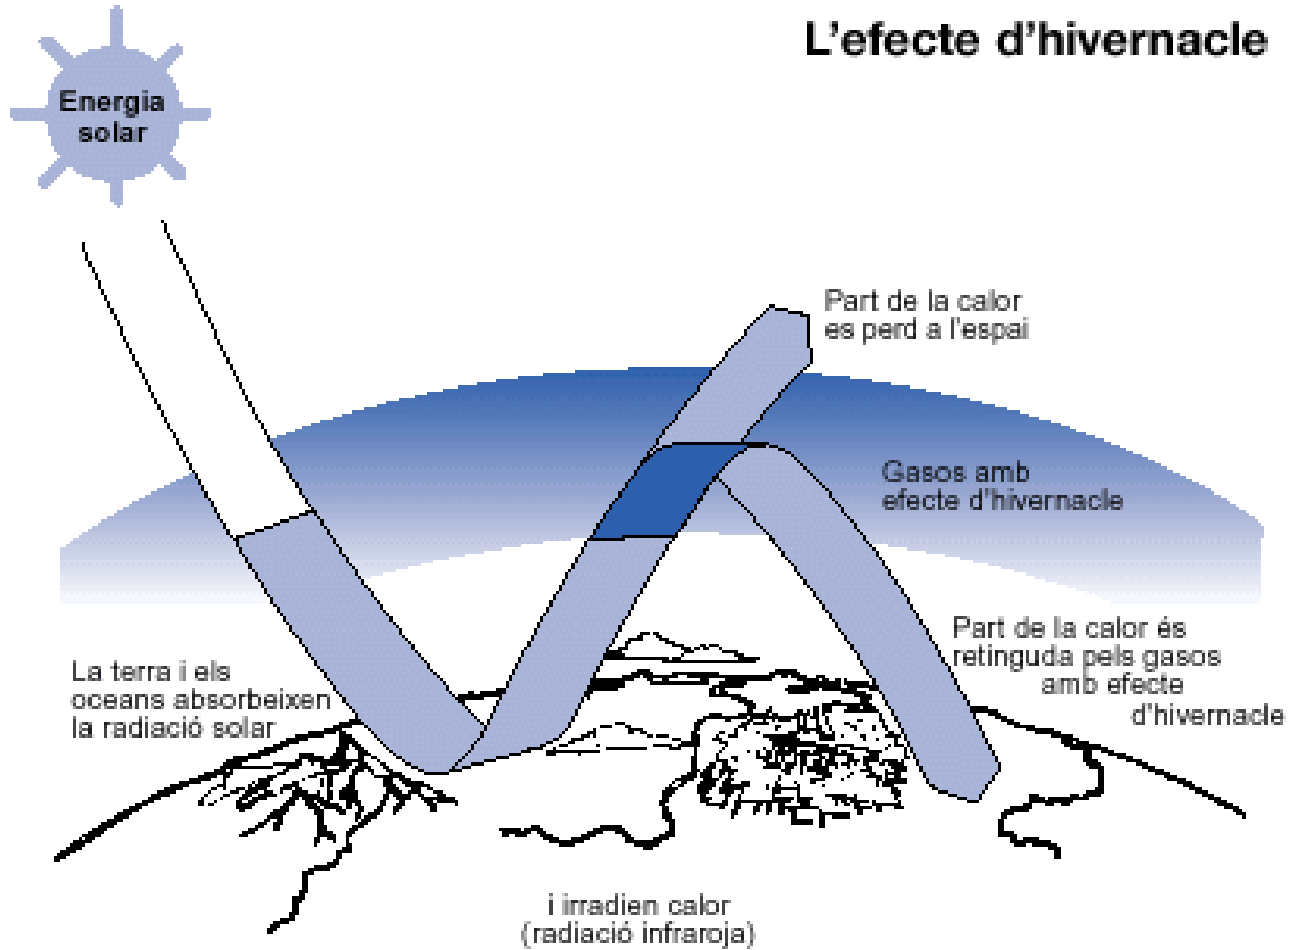 L'efecte d'hivernacle
Energia
solar
Part de la calor
es perd a l'espai
Gasos amb
efecte d'hivernacle
La terra i els
oceans absorbeixen
la radiació solar
Part de la calor és
retinguda pels gasos
amb efecte
d'hivernacle
i irradien calor
(radiació infraroja)